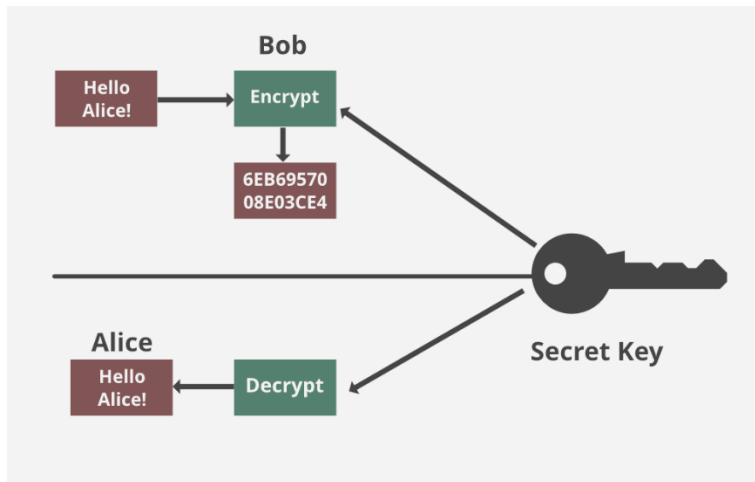 Bob
Hello
Alice!
Encrypt
6EB69570
08E03CE4
Alice
Hello
Alice!
Decrypt
Secret Key